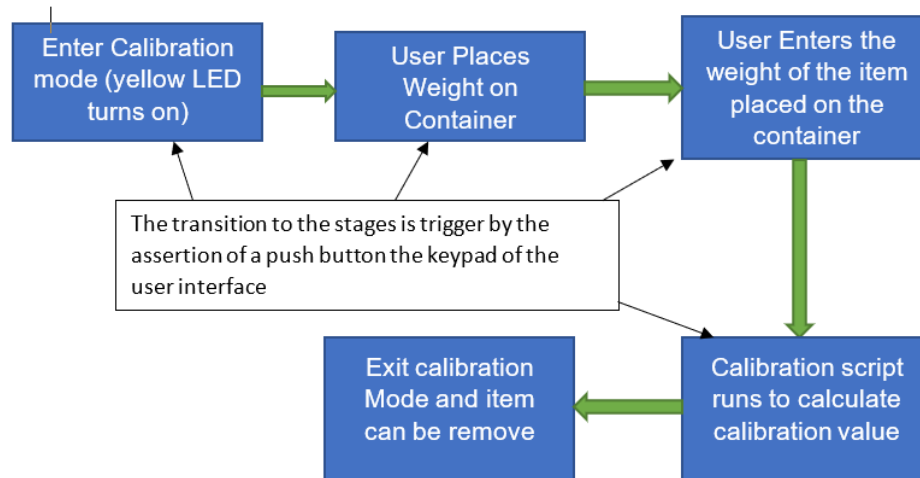 Enter Calibration
mode (yellow LED
turns on)
User Places
Weight on
Container
User Enters the
weight of the item
placed on the
container
The transition to the stages is trigger by the
assertion of a push button the keypad of the
user interface
Calibration script
runs to calculate
calibration value
Exit calibration
Mode and item
can be remove